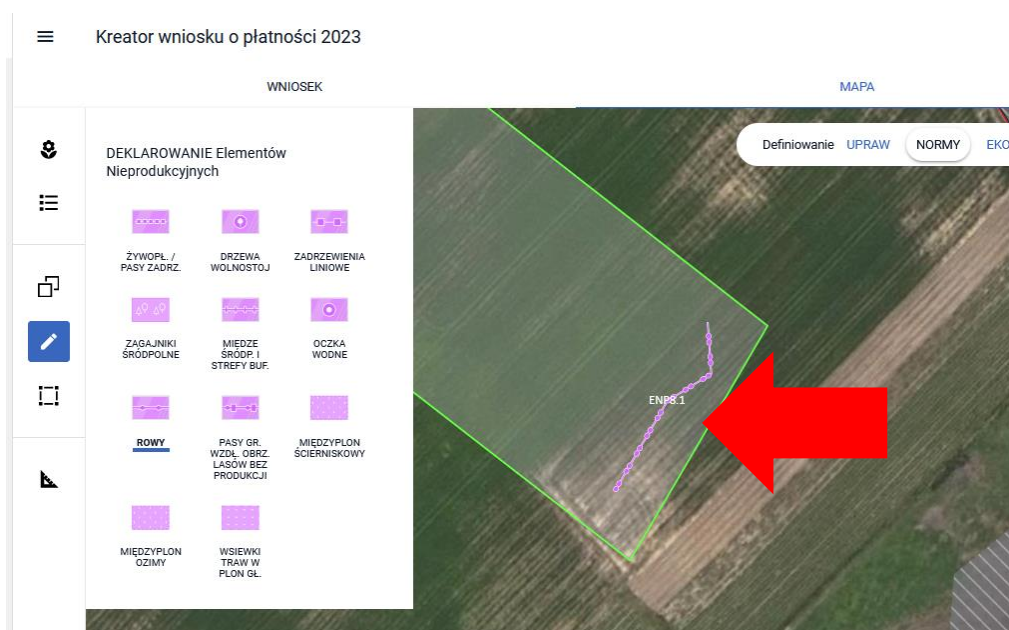 Kreator wniosku o płatności 2023
WNIOSEK
MAPA
DEKLAROWANIE Elementów
Nieprodukcyjnych
Definiowanie UPRAW NORMY EKO
ŻYWOPŁ. /
PASY ZADRZ.
DRZEWA
WOLNOSTOJ
ZADRZEWIENIA
LINIOWE
ZAGAJNIKI
ŚRÓDPOLNE
MIEDZE
ŚRÓDP. I
STREFY BUF.
OCZKA
WODNE
ROWY
PASY GR.
WZDŁ. OBRZ.
LASÓW BEZ
PRODUKCJI
MIĘDZYPLON
ŚCIERNISKOWY
MIĘDZYPLON
OZIMY
WSIEWKI
TRAW W
PLON GŁ.
ENP8.1